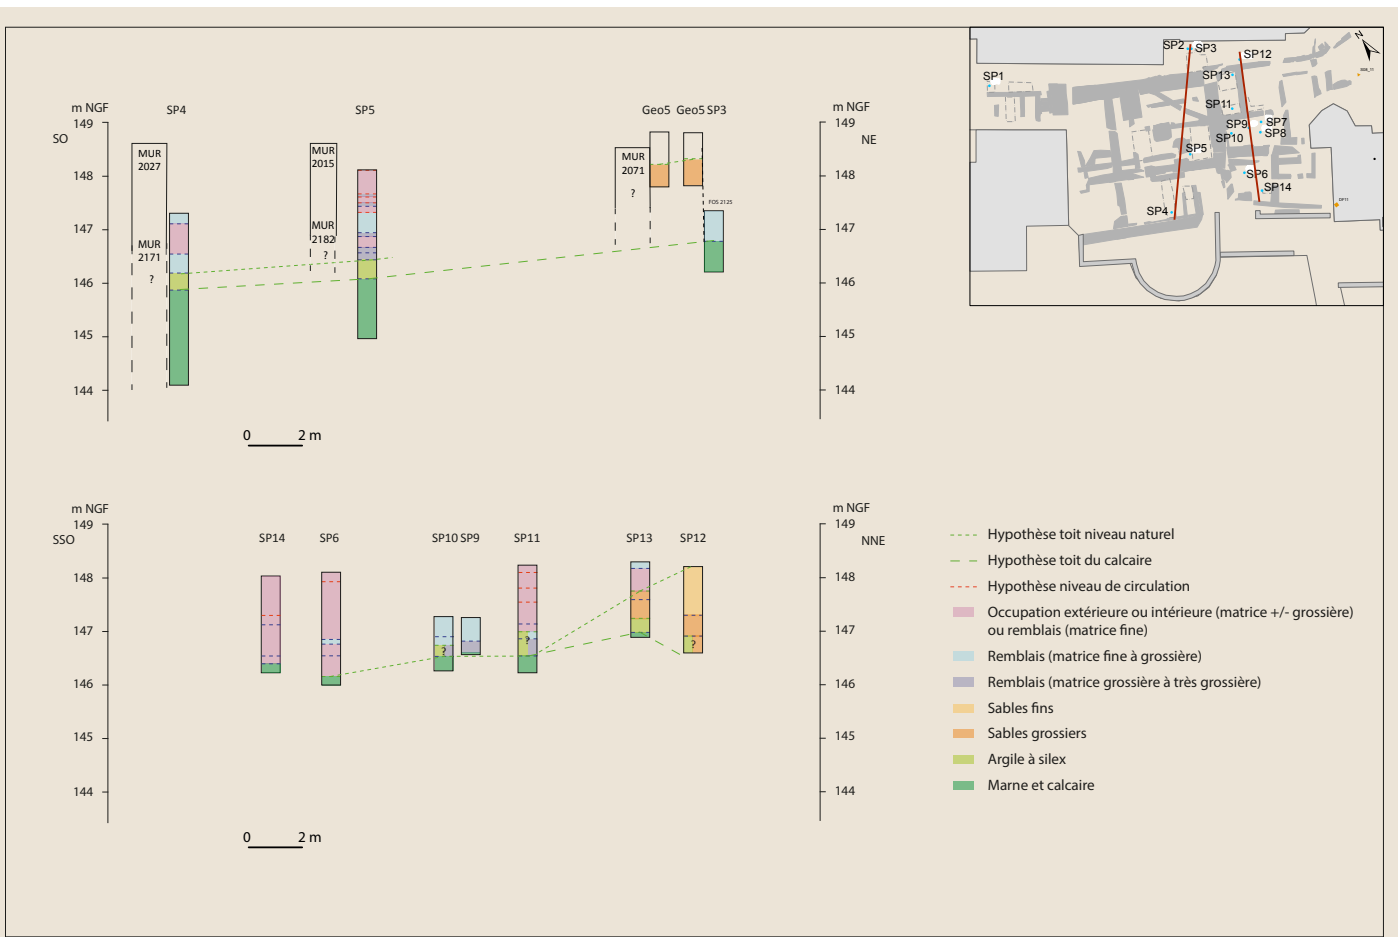 m NGF
SP4
SP5
Geo5
Geo5
SP3
m NGF
149
SO
149
NE
MUR
2027
MUR
2015
MUR
2071
?
148
148
FOS 2125
147
147
MUR
2171
?
MUR
2182
?
146
146
145
145
144
144
0
2 m
SP1
SP2
SP3
SP12
SP13
SP11
SP9
SP7
SP8
SP10
SP5
SP6
SP14
SP4
N
m NGF
149
SSO
SP14
SP6
SP10
SP9
SP11
SP13
SP12
m NGF
149
NNE
148
148
147
147
?
?
?
146
146
145
145
144
144
0
2 m
Hypothèse toit niveau naturel
Hypothèse toit du calcaire
Hypothèse niveau de circulation
Occupation extérieure ou intérieure (matrice +/- grossière)
ou remblais (matrice fine)
Remblais (matrice fine à grossière)
Remblais (matrice grossière à très grossière)
Sables fins
Sables grossiers
Argile à silex
Marne et calcaire